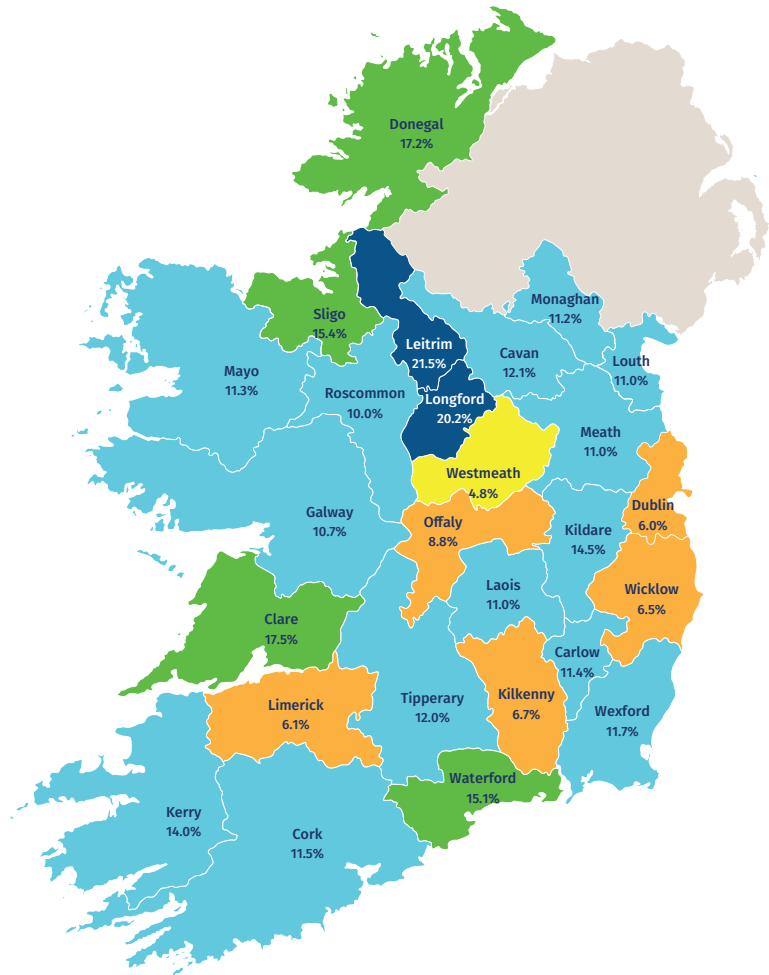 Donegal
17.2%
Monaghan
11.2%
Sligo
15.4%
Leitrim
21.5%
Cavan
12.1%
Louth
11.0%
Mayo
11.3%
Roscommon
10.0%
Longford
20.2%
Meath
11.0%
Westmeath
4.8%
Galway
10.7%
Offaly
8.8%
Kildare
14.5%
Dublin
6.0%
Laois
11.0%
Wicklow
6.5%
Clare
17.5%
Carlow
11.4%
Limerick
6.1%
Tipperary
12.0%
Kilkenny
6.7%
Wexford
11.7%
Waterford
15.1%
Kerry
14.0%
Cork
11.5%